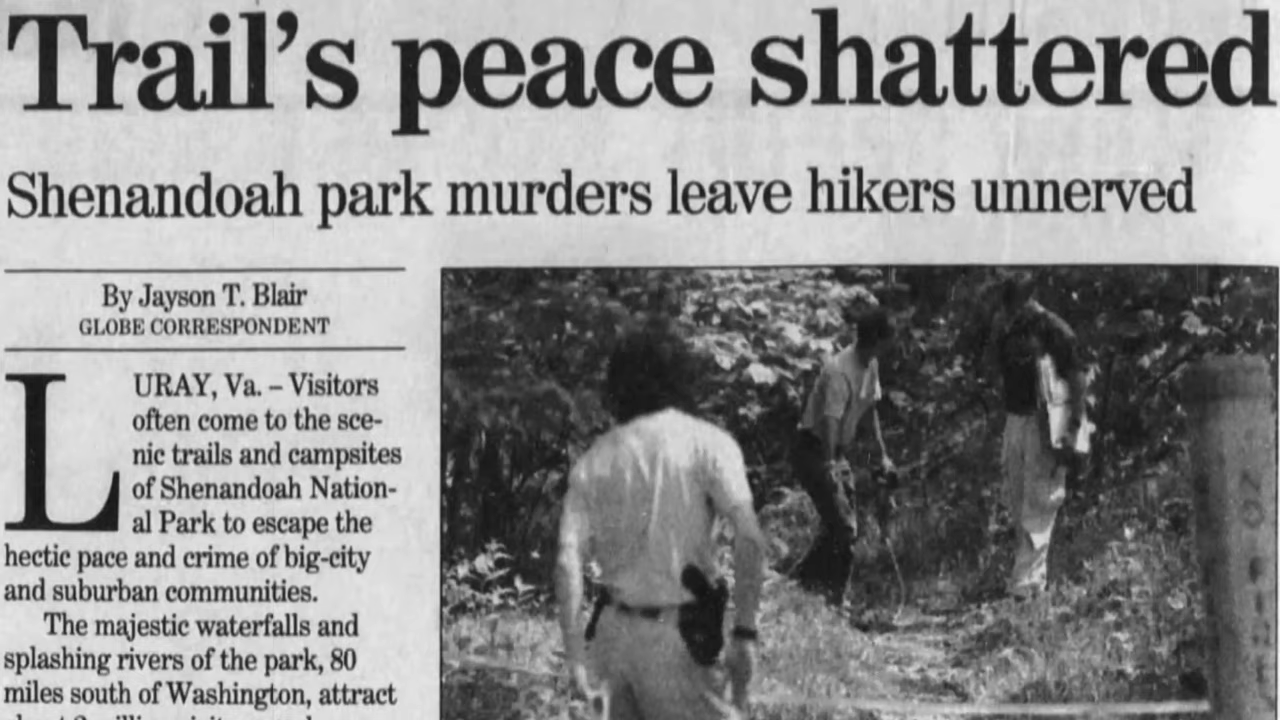 Trail's peace shattered
Shenandoah park murders leave hikers unnerved
By Jayson T. Blair
GLOBE CORRESPONDENT
LURAY, Va. – Visitors
often come to the sce-
nic trails and campsites
of Shenandoah Nation-
al Park to escape the
hectic pace and crime of big-city
and suburban communities.
The majestic waterfalls and
splashing rivers of the park, 80
miles south of Washington, attract